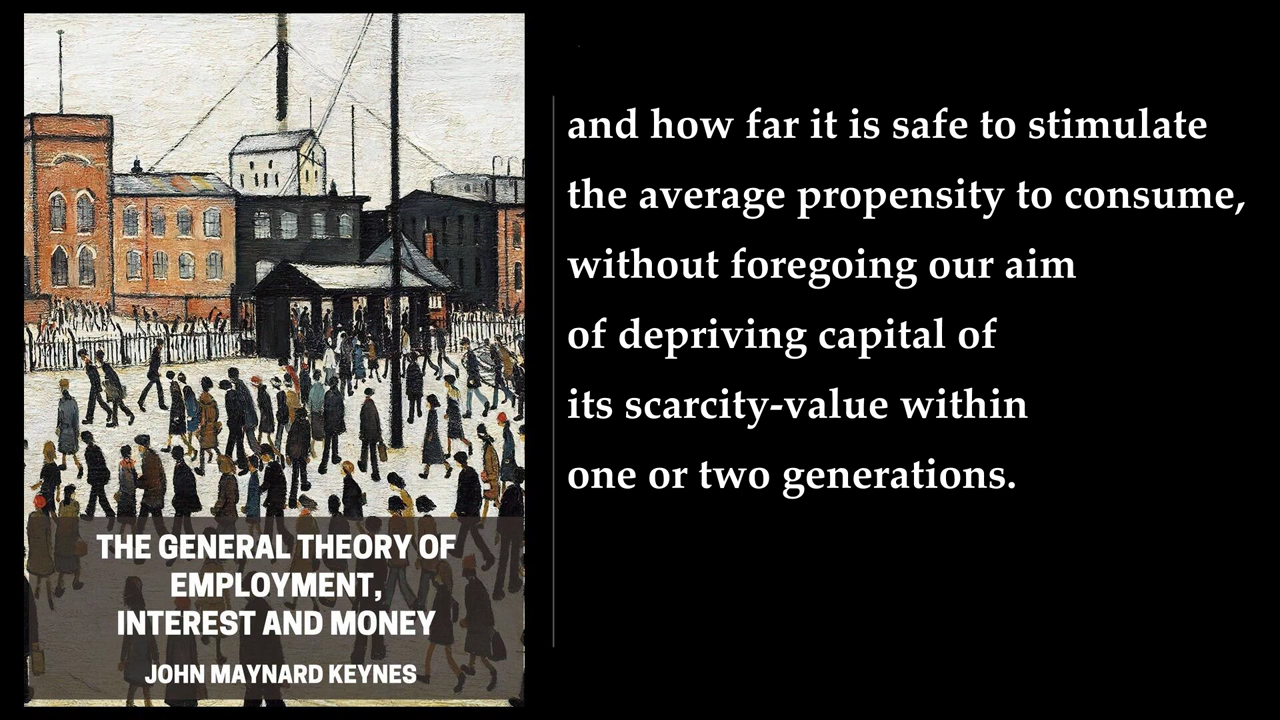 THE GENERAL THEORY OF
EMPLOYMENT,
INTEREST AND MONEY
JOHN MAYNARD KEYNES
and how far it is safe to stimulate
the average propensity to consume,
without foregoing our aim
of depriving capital of
its scarcity-value within
one or two generations.